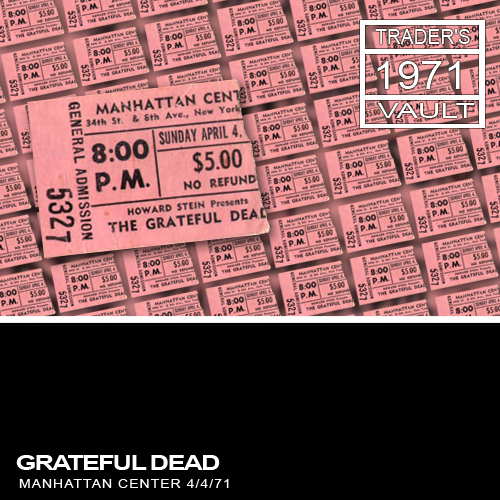 TRADER'S
1971
VAULT
MANHATTAN CENT
34th St. & 8th Ave., New York
GENERAL ADMISSION
5327
8:00
P.M.
SUNDAY APRIL 4,
$5.00
NO REFUND
HOWARD STEIN Presents
THE GRATEFUL DEAD
GRATEFUL DEAD
MANHATTAN CENTER 4/4/71